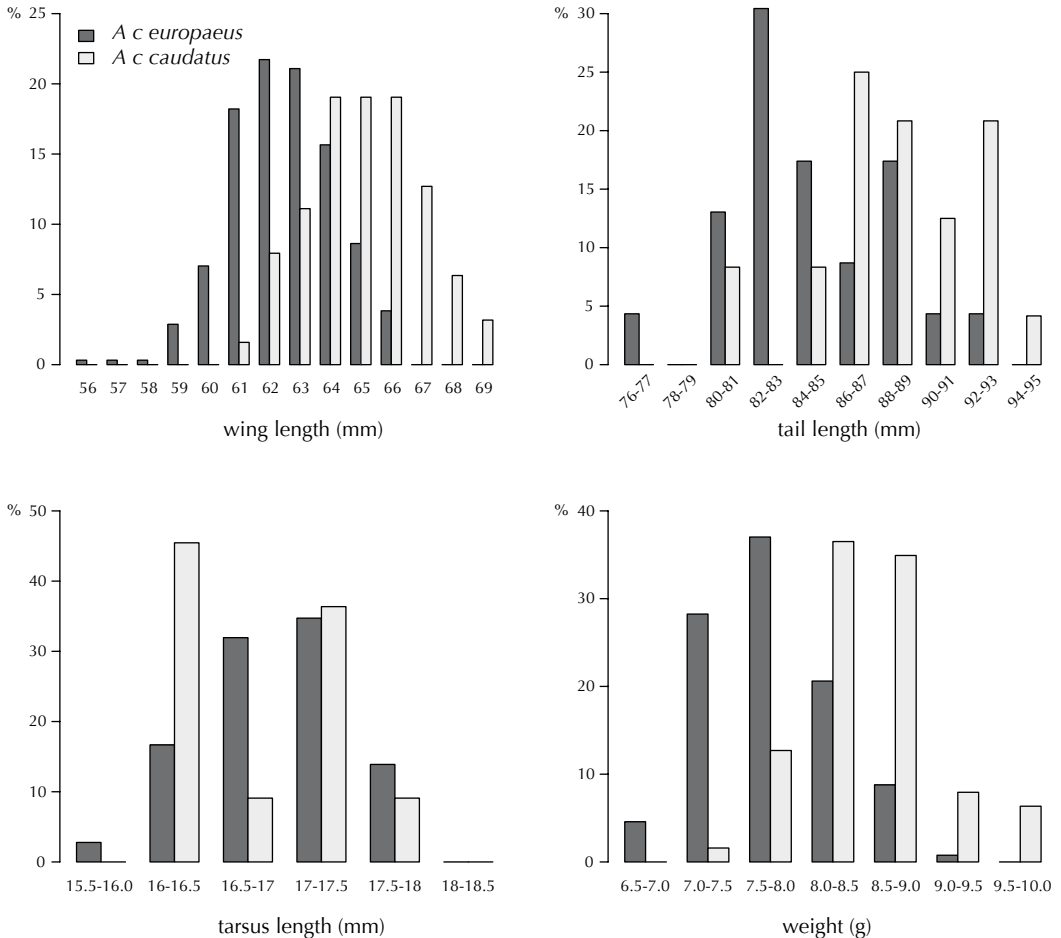 % 25
A c europaeus
A c caudatus
20
15
10
5
0
56 57 58 59 60 61 62 63 64 65 66 67 68 69
wing length (mm)
% 30
25
20
15
10
5
0
76-77 78-79 80-81 82-83 84-85 86-87 88-89 90-91 92-93 94-95
tail length (mm)
% 50
40
30
20
10
0
15.5-16.0 16-16.5 16.5-17 17-17.5 17.5-18 18-18.5
tarsus length (mm)
% 40
30
20
10
0
6.5-7.0 7.0-7.5 7.5-8.0 8.0-8.5 8.5-9.0 9.0-9.5 9.5-10.0
weight (g)